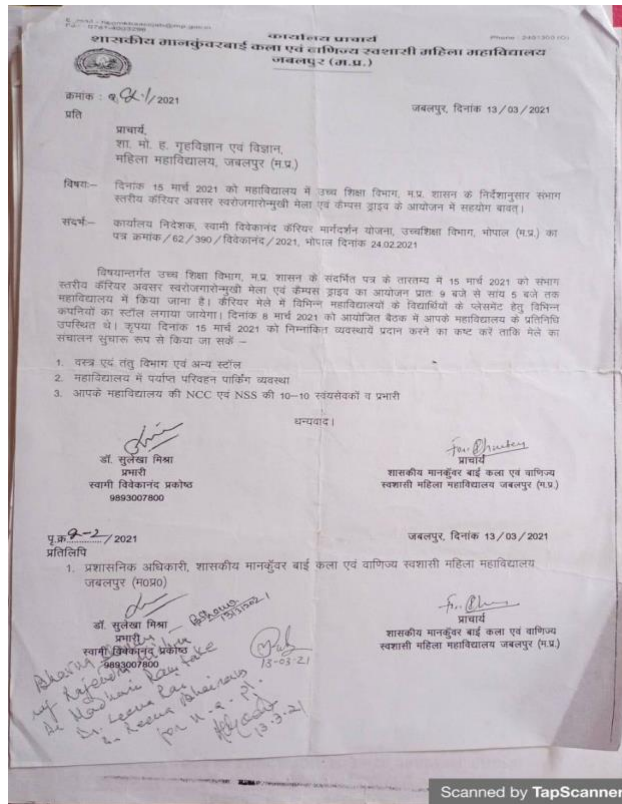 कार्यालय प्राचार्य
शासकीय मानकुंवरबाई कला एवं वाणिज्य स्वशासी महिला महाविद्यालय
जबलपुर (म.प्र.)
क्रमांक : /2021
जबलपुर, दिनांक 13/03/2021
प्रति
प्राचार्य,
शा. मो. ह. गृहविज्ञान एवं विज्ञान,
महिला महाविद्यालय, जबलपुर (म.प्र.)
विषयः– दिनांक 15 मार्च 2021 को महाविद्यालय में उच्च शिक्षा विभाग, म.प्र. शासन के निर्देशानुसार संभाग
स्तरीय कॅरियर अवसर स्वरोजगारोन्मुखी मेला एवं कैम्पस ड्राइव के आयोजन में सहयोग बावत्।
संदर्भः– कार्यालय निदेशक, स्वामी विवेकानंद कॅरियर मार्गदर्शन योजना, उच्चशिक्षा विभाग, भोपाल (म.प्र.) का
पत्र क्रमांक/62/390/विवेकानंद/2021, भोपाल दिनांक 24.02.2021
विषयान्तर्गत उच्च शिक्षा विभाग, म.प्र. शासन के संदर्भित पत्र के तारतम्य में 15 मार्च 2021 को संभाग
स्तरीय कॅरियर अवसर स्वरोजगारोन्मुखी मेला एवं कैम्पस ड्राइव का आयोजन प्रातः 9 बजे से सांय 5 बजे तक
महाविद्यालय में किया जाना है। कॅरियर मेले में विभिन्न महाविद्यालयों के विद्यार्थियों के प्लेसमेंट हेतु विभिन्न
कंपनियों का स्टॉल लगाया जायेगा। दिनांक 8 मार्च 2021 को आयोजित बैठक में आपके महाविद्यालय के प्रतिनिधि
उपस्थित थे। कृपया दिनांक 15 मार्च 2021 को निम्नांकित व्यवस्थायें प्रदान करने का कष्ट करें ताकि मेले का
संचालन सुचारू रूप से किया जा सकें –
1. वस्त्र एवं तंतु विभाग एवं अन्य स्टॉल
2. महाविद्यालय में पर्याप्त परिवहन पार्किंग व्यवस्था
3. आपके महाविद्यालय की NCC एवं NSS की 10–10 स्वंयसेवकों व प्रभारी
धन्यवाद।
डॉ. सुलेखा मिश्रा
प्रभारी
स्वामी विवेकानंद प्रकोष्ठ
9893007800
प्राचार्य
शासकीय मानकुँवर बाई कला एवं वाणिज्य
स्वशासी महिला महाविद्यालय जबलपुर (म.प्र.)
पृ.क्र. 2-2/2021
जबलपुर, दिनांक 13/03/2021
प्रतिलिपि
1. प्रशासनिक अधिकारी, शासकीय मानकुँवर बाई कला एवं वाणिज्य स्वशासी महिला महाविद्यालय
जबलपुर (म0प्र0)
डॉ. सुलेखा मिश्रा
प्रभारी
स्वामी विवेकानंद प्रकोष्ठ
9893007800
प्राचार्य
शासकीय मानकुँवर बाई कला एवं वाणिज्य
स्वशासी महिला महाविद्यालय जबलपुर (म.प्र.)
13-03-21
Dr. Leena
13-3-21
Scanned by TapScanner